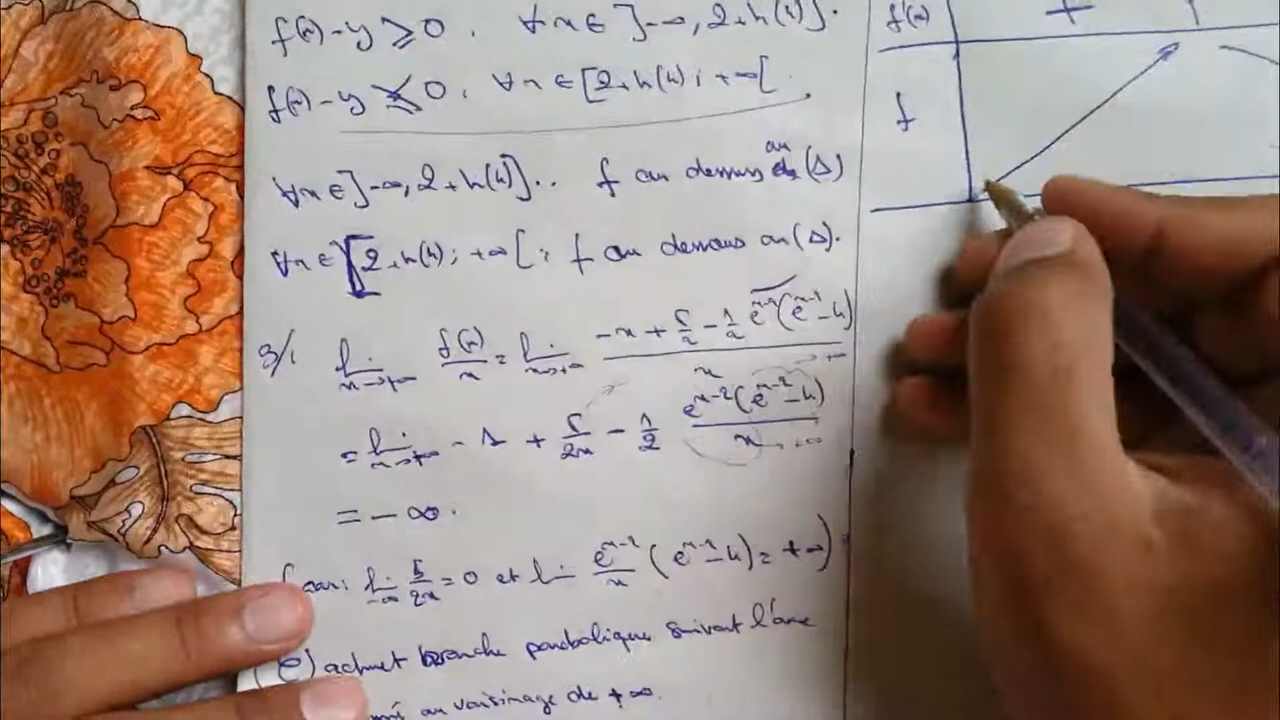 f(x)-y ⩾ 0 . ∀x∈ ]-∞, 2+ln(4)].
f(x)-y ⩽ 0 . ∀x∈ [2+ln(4); +∞[ .
∀x∈]-∞, 2+ln(4)] .. f au dessus au (Δ)
∀x∈ [2+ln(4); +∞[ ; f au dessous au (Δ).
3/. lim x→+∞ f(x)/x = lim x→+∞ (-x + 5/2 - 1/2 e^{x-2}(e^{x-2}-4))/x
= lim x→+∞ -1 + 5/2x - 1/2 e^{x-2}(e^{x-2}-4)/x → +∞
= -∞.
(car: lim -∞ 5/2x = 0 et lim e^{x-2}/x (e^{x-2}-4) = +∞)
(C) admet branche parabolique suivant l'axe
au voisinage de +∞.
f'(x) +
f